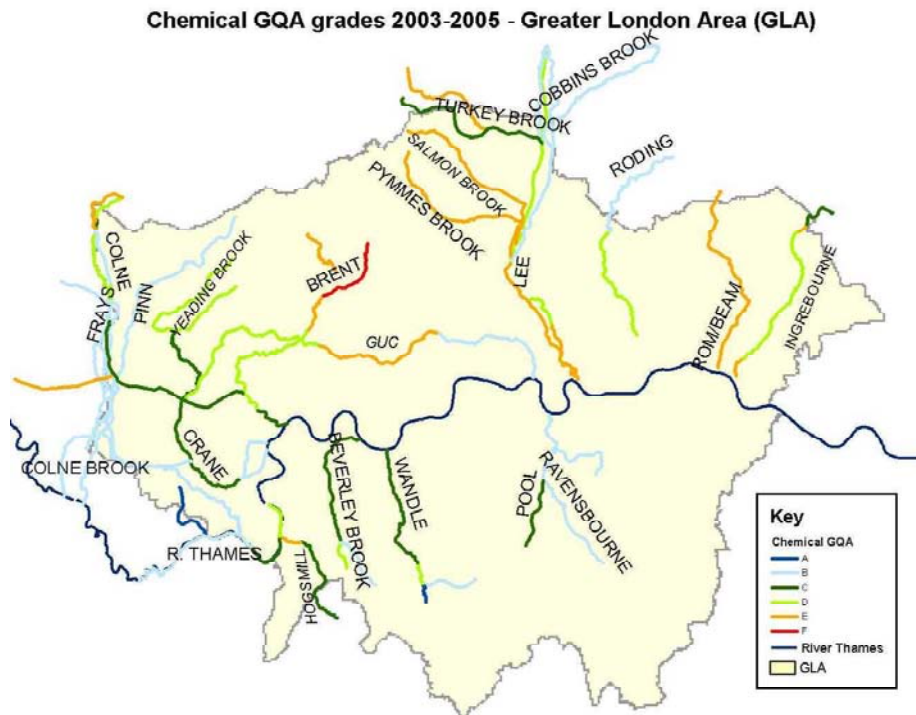 Chemical GQA grades 2003-2005 - Greater London Area (GLA)
COBBINS BROOK
TURKEY BROOK
RODING
SALMON BROOK
PYMMES BROOK
LEE
COLNE
PINN
FRAYS
YEADING BROOK
BRENT
GUC
ROM/BEAM
INGREBOURNE
CRANE
COLNE BROOK
BEVERLEY BROOK
WANDLE
POOL
RAVENSBOURNE
R. THAMES
HOGSMILL
Key
Chemical GQA
A
B
C
D
E
F
River Thames
GLA